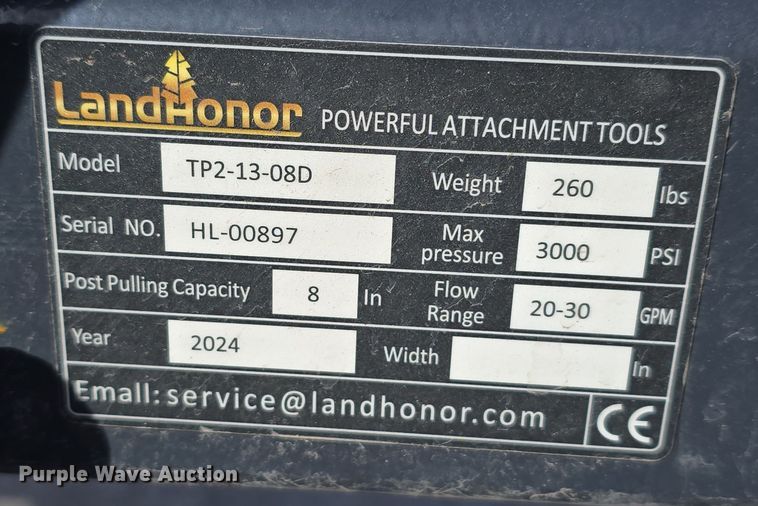 LandHonor POWERFUL ATTACHMENT TOOLS
Model TP2-13-08D Weight 260 lbs
Serial NO. HL-00897 Max pressure 3000 PSI
Post Pulling Capacity 8 In Flow Range 20-30 GPM
Year 2024 Width In
Email: service@landhonor.com CE
Purple Wave Auction